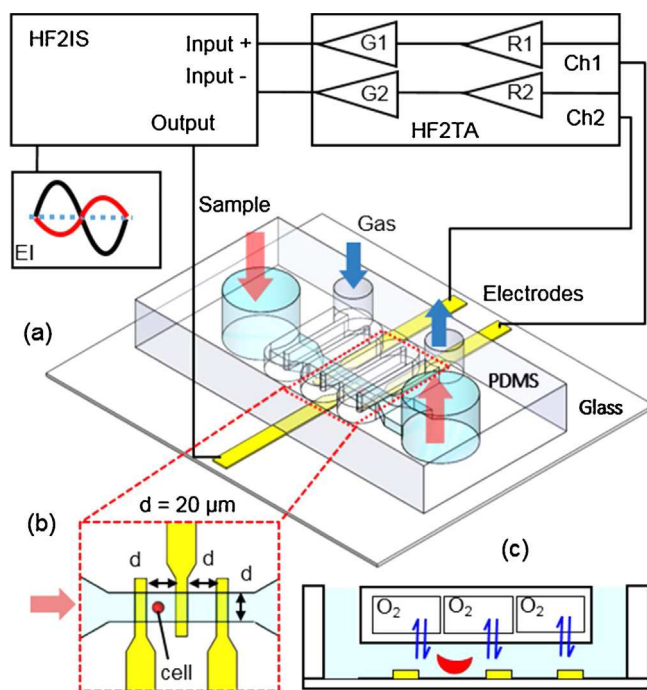 HF2IS
Input +
Input -
Output
G1
R1
Ch1
G2
R2
Ch2
HF2TA
EI
Sample
Gas
Electrodes
(a)
PDMS
Glass
d = 20 µm
(b)
d
d
d
cell
(c)
O2
O2
O2